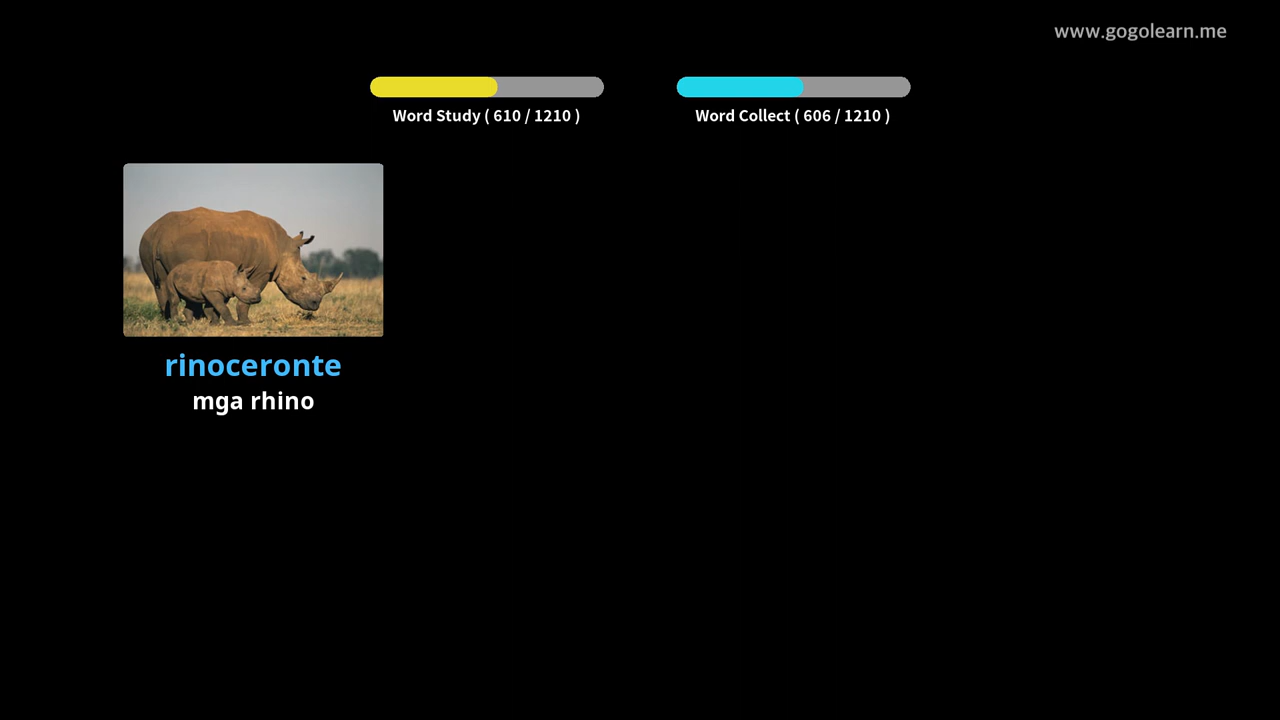 www.gogolearn.me
Word Study ( 610 / 1210 )
Word Collect ( 606 / 1210 )
rinoceronte
mga rhino